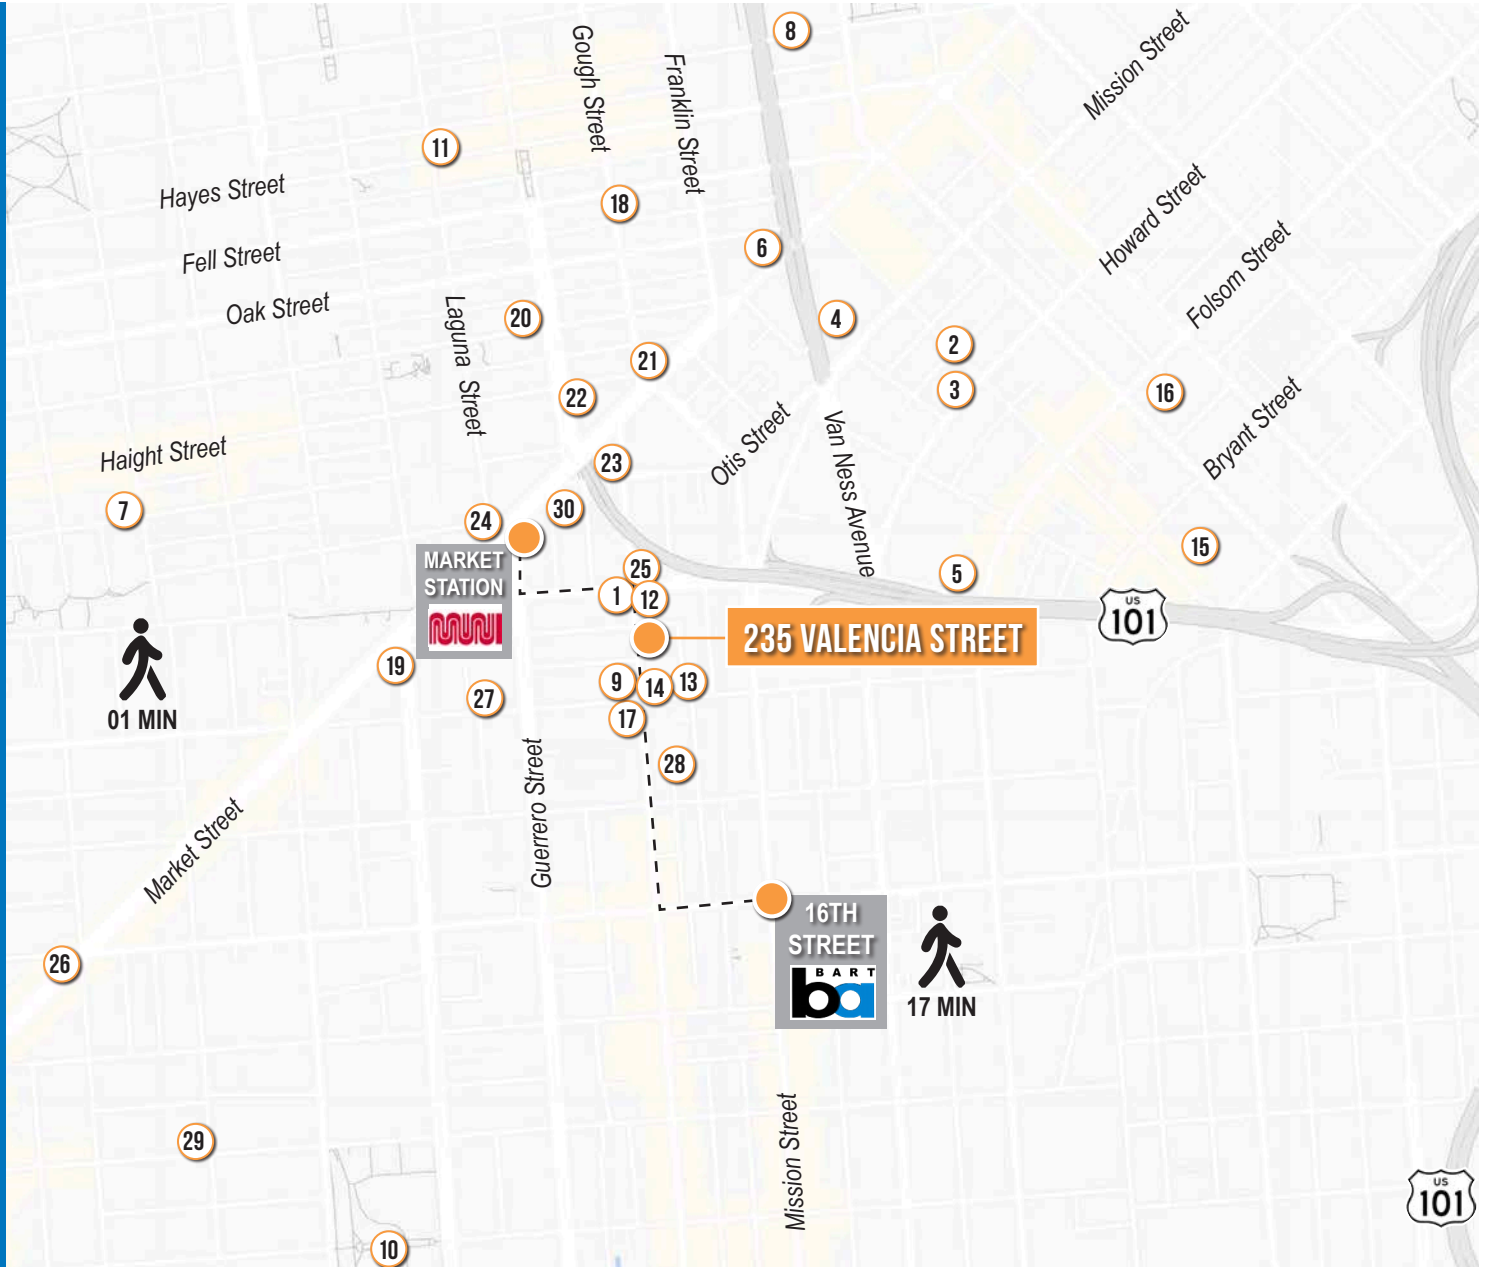 8
Gough Street
Franklin Street
Mission Street
11
Hayes Street
18
Howard Street
Fell Street
6
Folsom Street
Oak Street
Laguna Street
20
4
2
21
3
16
22
Otis Street
Van Ness Avenue
Bryant Street
Haight Street
23
7
24
30
MARKET
STATION
MUNI
25
1
12
5
15
US
101
235 VALENCIA STREET
01 MIN
19
27
9
14
13
17
28
Guerrero Street
Market Street
16TH
STREET
BART
ba
17 MIN
26
Mission Street
29
10
US
101